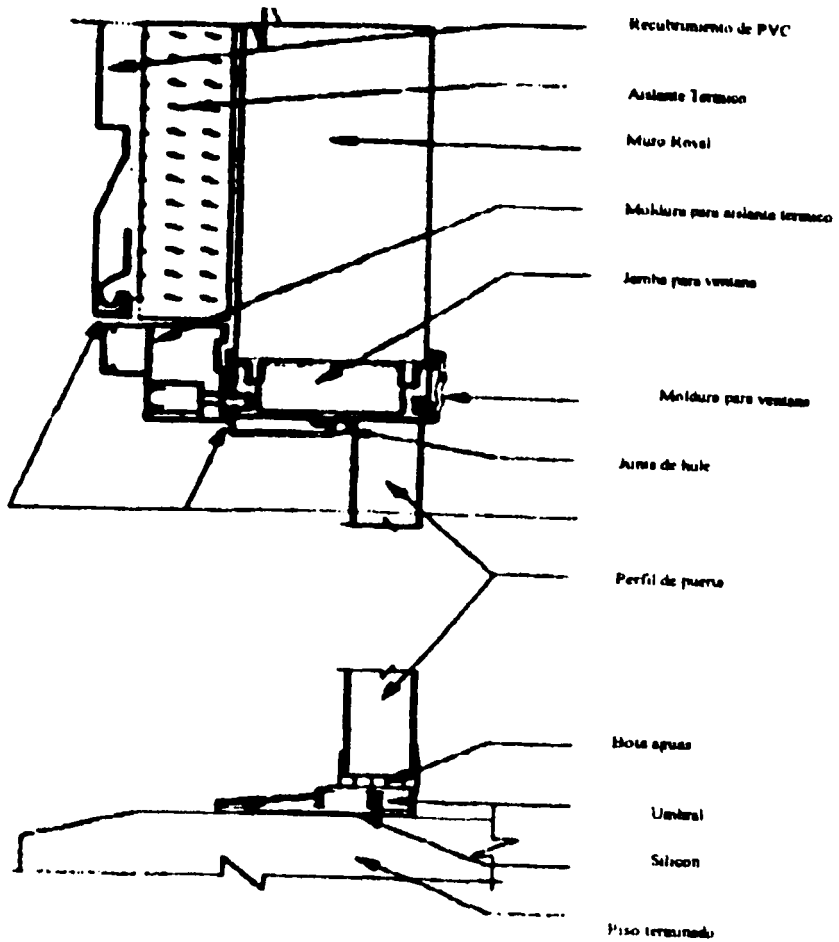 Recubrimiento de PVC
Aislante Termico
Muro Royal
Moldura para aislante termico
Jamba para ventana
Moldura para ventana
Junta de hule
Perfil de puerta
Bota aguas
Umbral
Silicon
Piso terminado